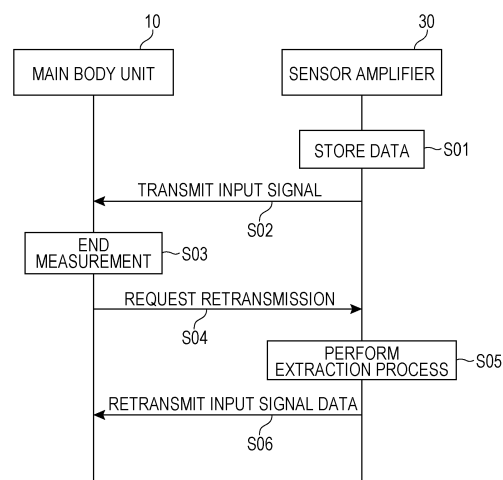 10
30
MAIN BODY UNIT
SENSOR AMPLIFIER
STORE DATA
S01
TRANSMIT INPUT SIGNAL
S02
END
MEASUREMENT
S03
REQUEST RETRANSMISSION
S04
PERFORM
EXTRACTION PROCESS
S05
RETRANSMIT INPUT SIGNAL DATA
S06